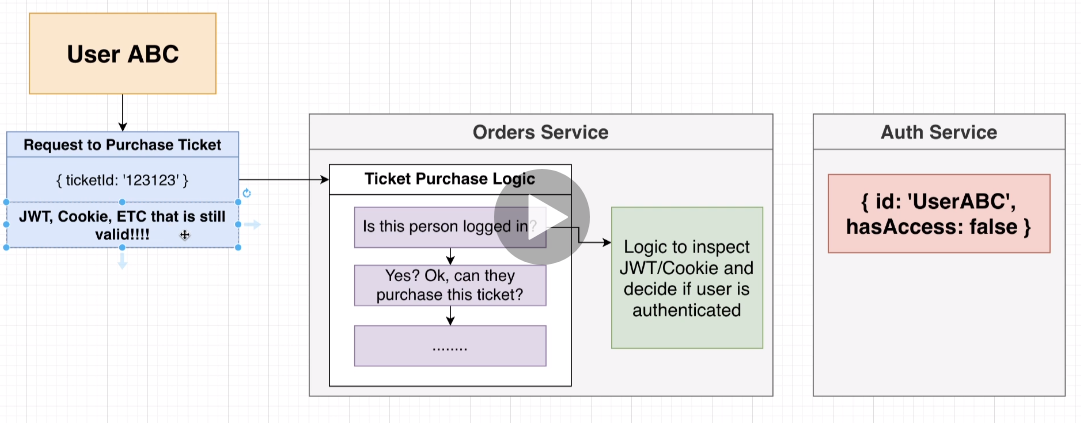 User ABC
Request to Purchase Ticket
{ ticketId: '123123' }
JWT, Cookie, ETC that is still
valid!!!!
Orders Service
Ticket Purchase Logic
Is this person logged in?
Yes? Ok, can they
purchase this ticket?
........
Logic to inspect
JWT/Cookie and
decide if user is
authenticated
Auth Service
{ id: 'UserABC',
hasAccess: false }